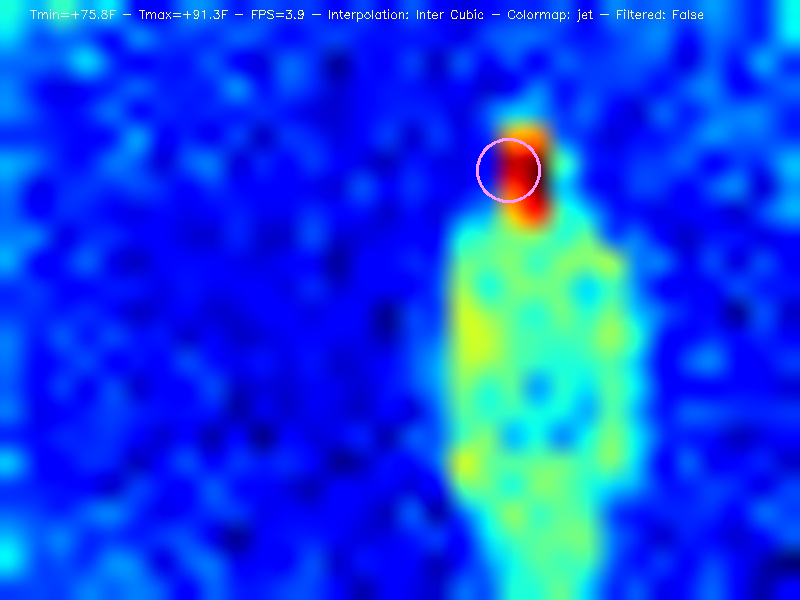 Tmin=+75.8F - Tmax=+91.3F - FPS=3.9 - Interpolation: Inter Cubic - Colormap: jet - Filtered: False